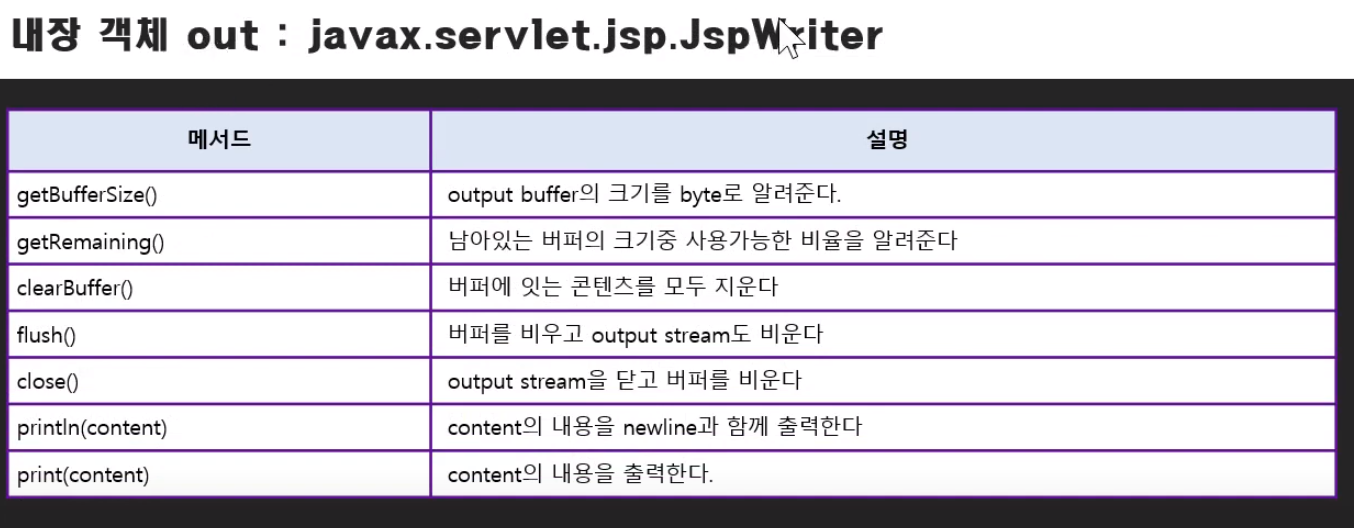 내장 객체 out : javax.servlet.jsp.JspWriter
메서드 설명
getBufferSize() output buffer의 크기를 byte로 알려준다.
getRemaining() 남아있는 버퍼의 크기중 사용가능한 비율을 알려준다
clearBuffer() 버퍼에 잇는 콘텐츠를 모두 지운다
flush() 버퍼를 비우고 output stream도 비운다
close() output stream을 닫고 버퍼를 비운다
println(content) content의 내용을 newline과 함께 출력한다
print(content) content의 내용을 출력한다.